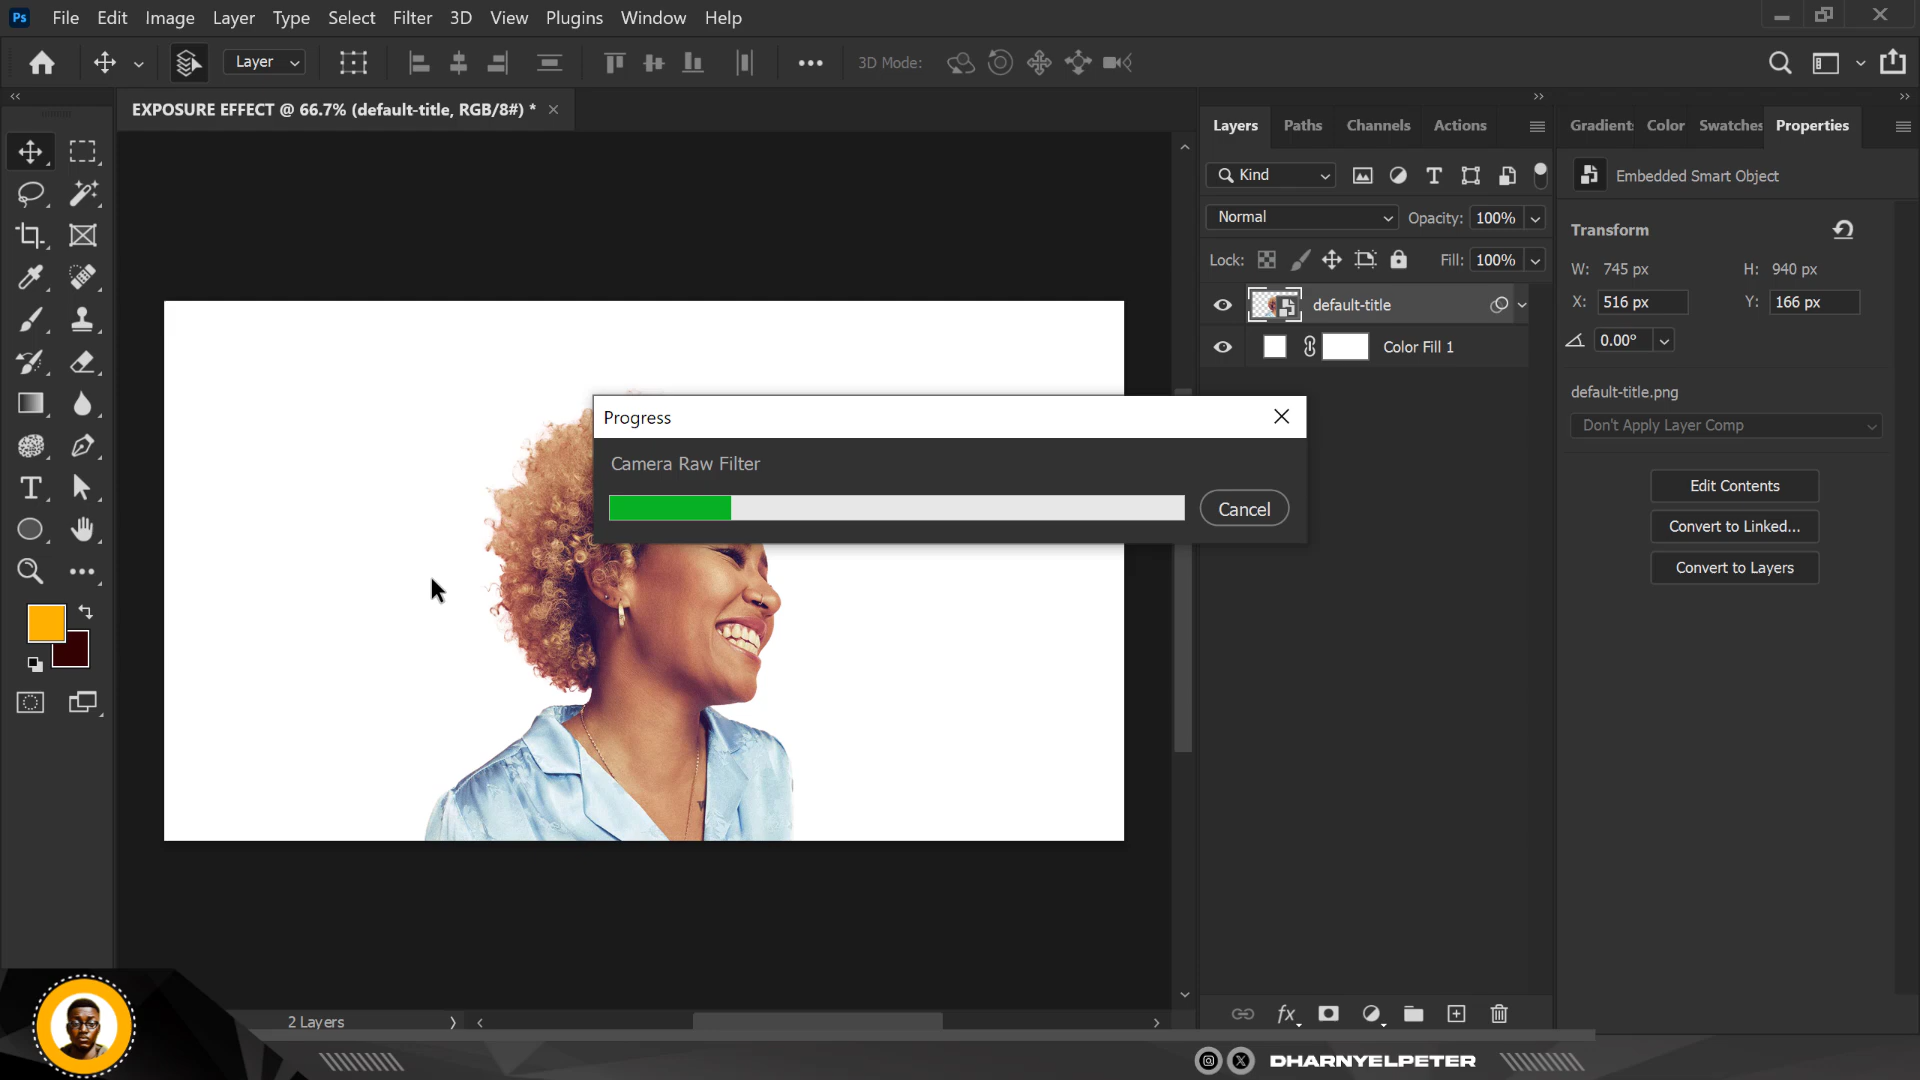 Ps File Edit Image Layer Type Select Filter 3D View Plugins Window Help
Layer 3D Mode:
EXPOSURE EFFECT @ 66.7% (default-title, RGB/8#) *
Layers Paths Channels Actions
Kind
Normal Opacity: 100%
Lock: Fill: 100%
default-title
Color Fill 1
Gradient Color Swatches Properties
Embedded Smart Object
Transform
W: 745 px H: 940 px
X: 516 px Y: 166 px
0.00°
default-title.png
Don't Apply Layer Comp
Edit Contents
Convert to Linked...
Convert to Layers
Progress
Camera Raw Filter
Cancel
2 Layers
fx
DHARNYELPETER